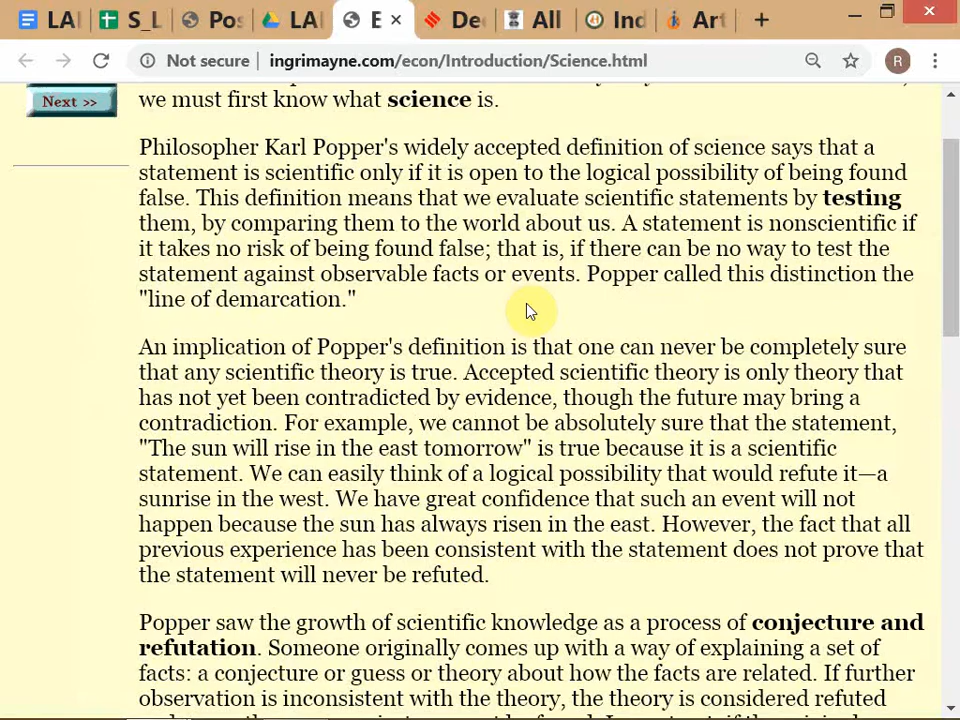 LA
S_L
Pos
LA
E
De
All
Ind
Art
Not secure
ingrimayne.com/econ/Introduction/Science.html
R
Next >>
we must first know what science is.
Philosopher Karl Popper's widely accepted definition of science says that a
statement is scientific only if it is open to the logical possibility of being found
false. This definition means that we evaluate scientific statements by testing
them, by comparing them to the world about us. A statement is nonscientific if
it takes no risk of being found false; that is, if there can be no way to test the
statement against observable facts or events. Popper called this distinction the
"line of demarcation."
An implication of Popper's definition is that one can never be completely sure
that any scientific theory is true. Accepted scientific theory is only theory that
has not yet been contradicted by evidence, though the future may bring a
contradiction. For example, we cannot be absolutely sure that the statement,
"The sun will rise in the east tomorrow" is true because it is a scientific
statement. We can easily think of a logical possibility that would refute it—a
sunrise in the west. We have great confidence that such an event will not
happen because the sun has always risen in the east. However, the fact that all
previous experience has been consistent with the statement does not prove that
the statement will never be refuted.
Popper saw the growth of scientific knowledge as a process of conjecture and
refutation. Someone originally comes up with a way of explaining a set of
facts: a conjecture or guess or theory about how the facts are related. If further
observation is inconsistent with the theory, the theory is considered refuted